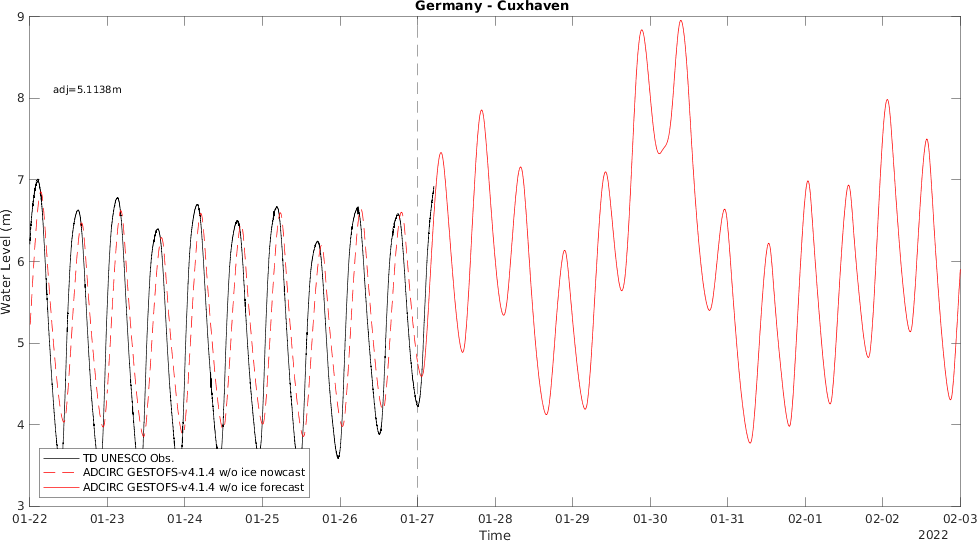 Germany - Cuxhaven
9
8
7
6
5
4
3
Water Level (m)
adj=5.1138m
TD UNESCO Obs.
ADCIRC GESTOFS-v4.1.4 w/o ice nowcast
ADCIRC GESTOFS-v4.1.4 w/o ice forecast
01-22 01-23 01-24 01-25 01-26 01-27 01-28 01-29 01-30 01-31 02-01 02-02 02-03
Time
2022